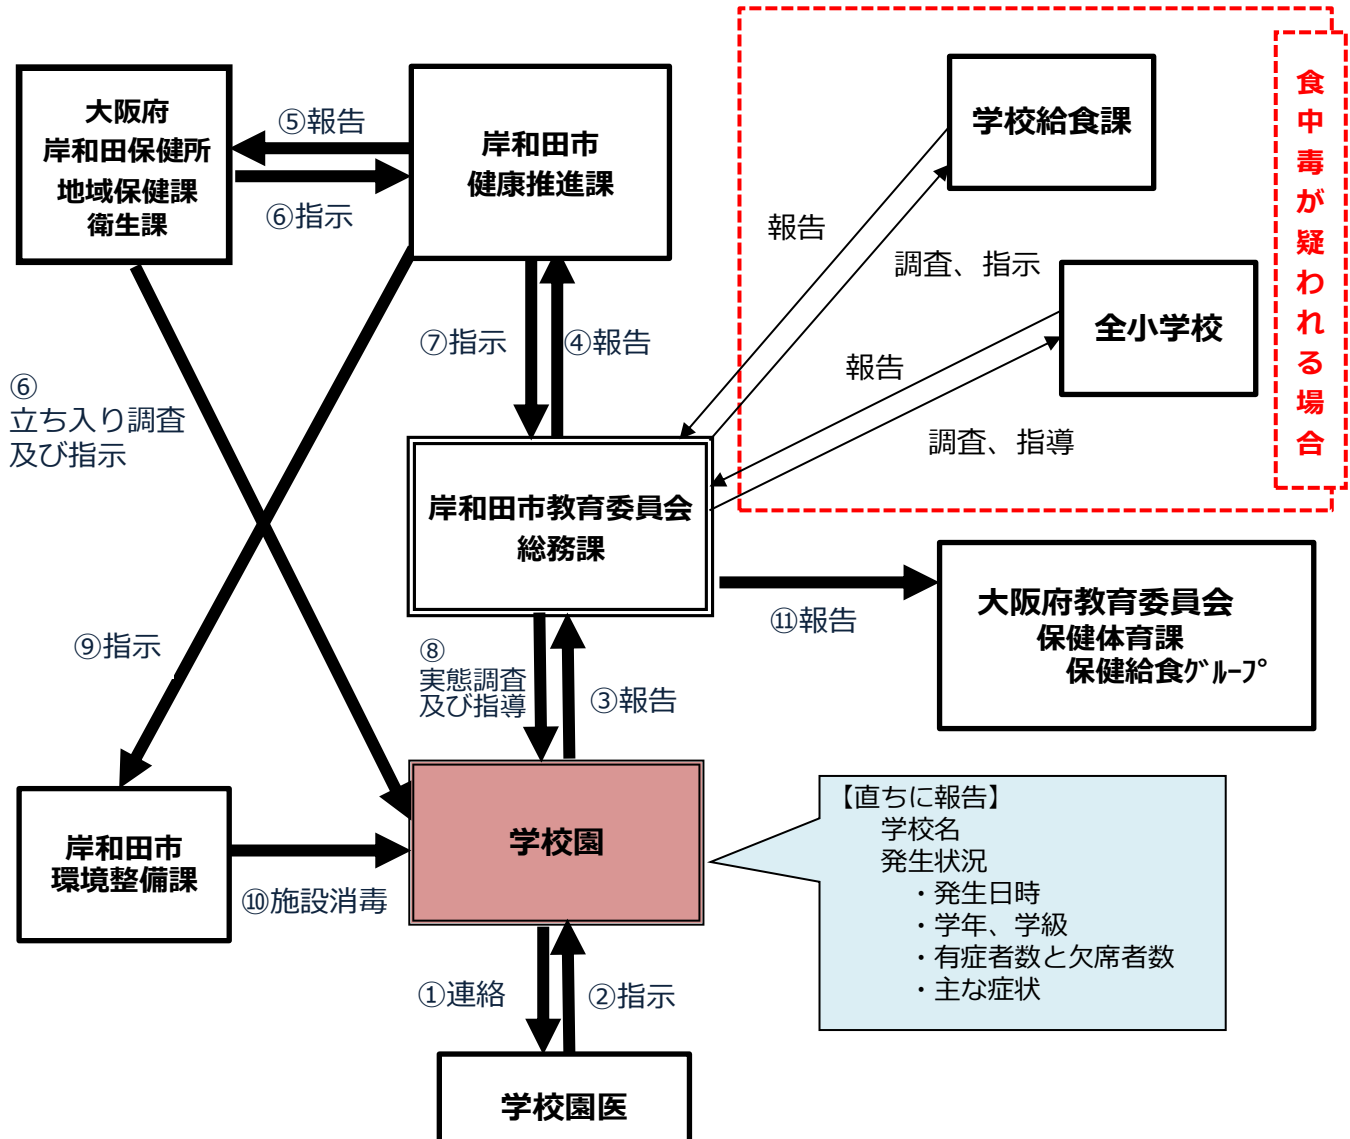 大阪府
岸和田保健所
地域保健課
衛生課
⑤報告
⑥指示
岸和田市
健康推進課
学校給食課
食中毒が疑われる場合
報告
調査、指示
全小学校
報告
調査、指導
⑦指示
④報告
⑥
立ち入り調査
及び指示
岸和田市教育委員会
総務課
⑪報告
大阪府教育委員会
保健体育課
保健給食ｸﾞﾙｰﾌﾟ
⑨指示
⑧
実態調査
及び指導
③報告
岸和田市
環境整備課
⑩施設消毒
学校園
【直ちに報告】
学校名
発生状況
・発生日時
・学年、学級
・有症者数と欠席者数
・主な症状
①連絡
②指示
学校園医